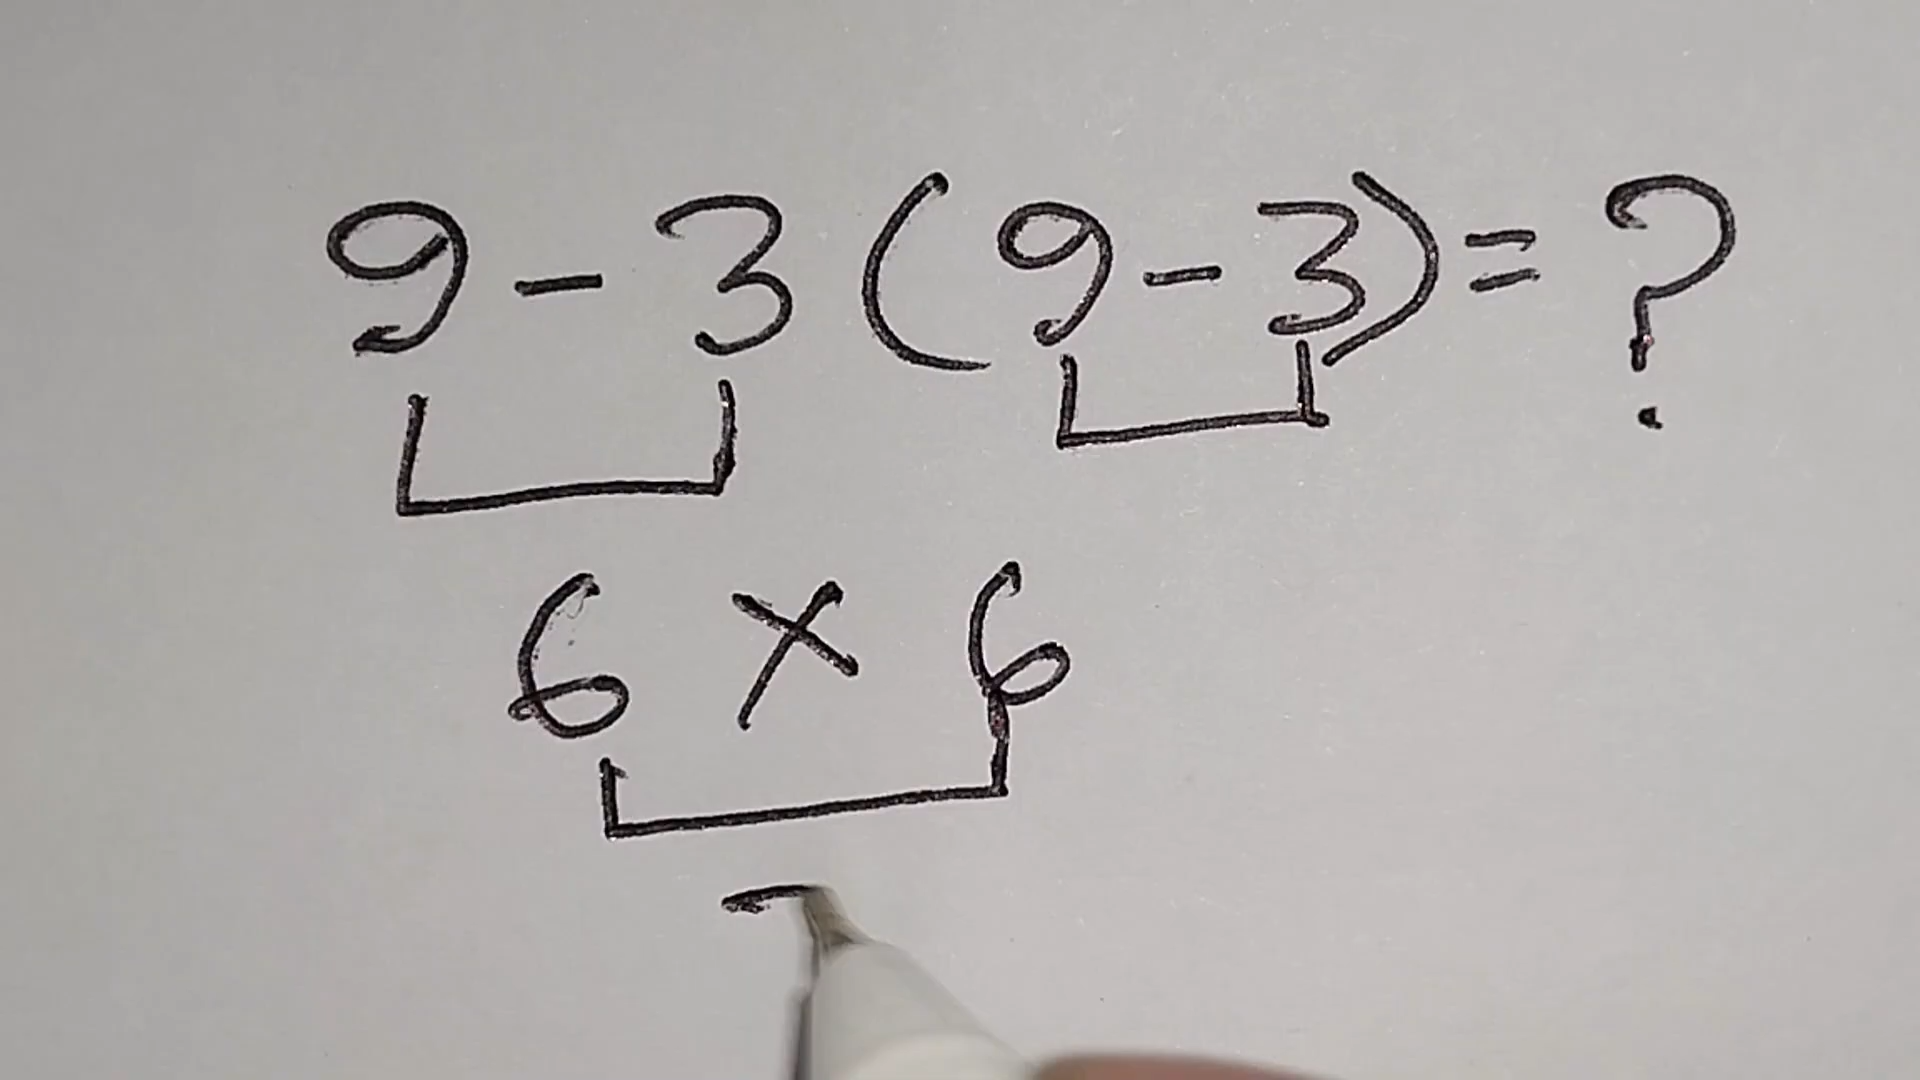 9 - 3 ( 9 - 3 ) = ?
6 × 6